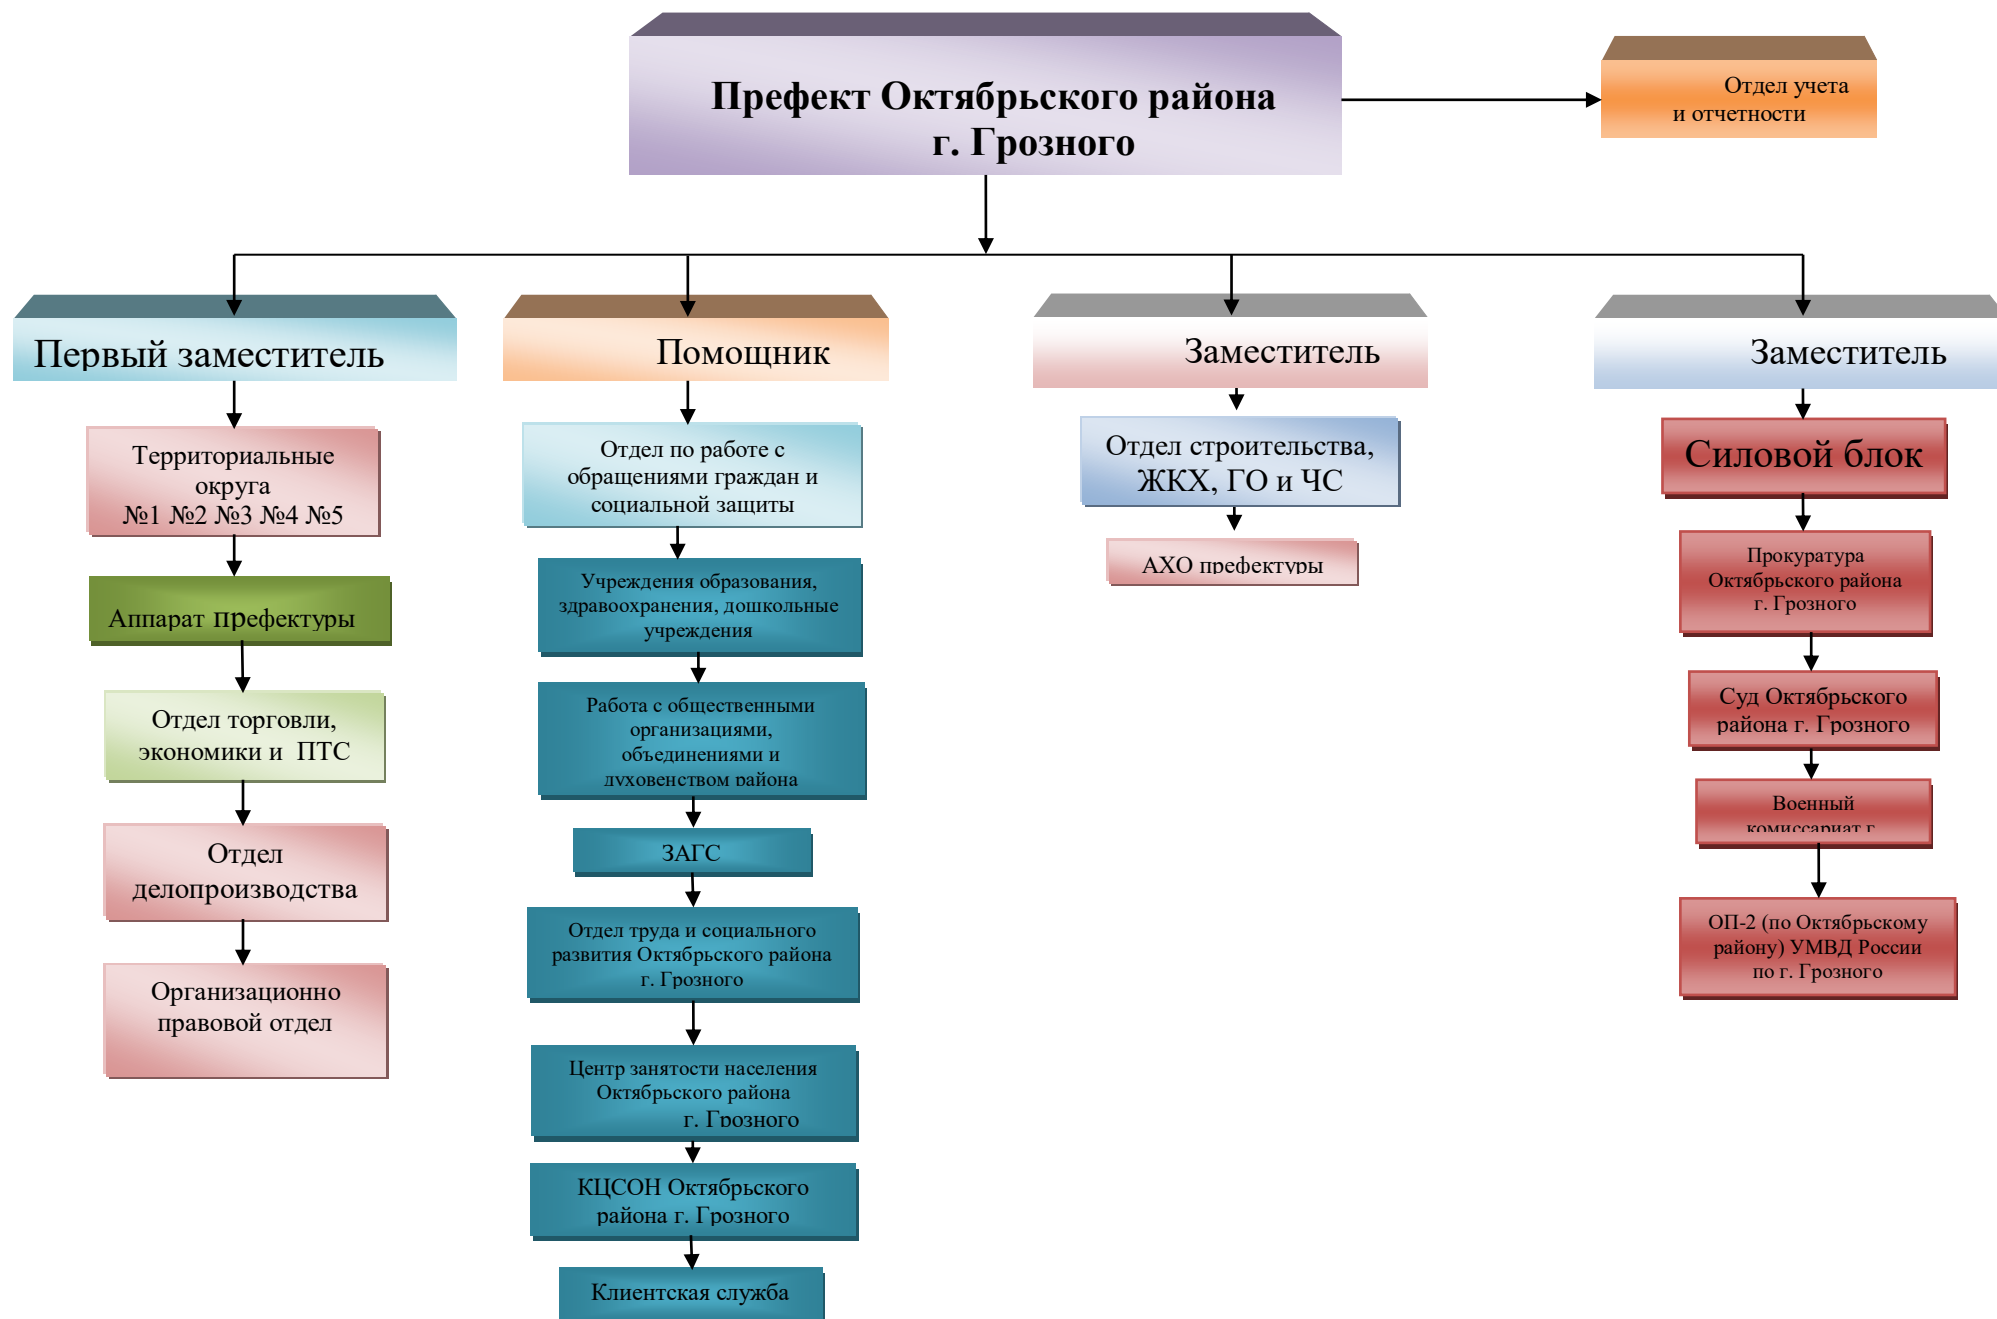 Префект Октябрьского района
г. Грозного
Отдел учета
и отчетности
Первый заместитель
Территориальные
округа
№1 №2 №3 №4 №5
Аппарат префектуры
Отдел торговли,
экономики и ПТС
Отдел
делопроизводства
Организационно
правовой отдел
Помощник
Отдел по работе с
обращениями граждан и
социальной защиты
Учреждения образования,
здравоохранения, дошкольные
учреждения
Работа с общественными
организациями,
объединениями и
духовенством района
ЗАГС
Отдел труда и социального
развития Октябрьского района
г. Грозного
Центр занятости населения
Октябрьского района
г. Грозного
КЦСОН Октябрьского
района г. Грозного
Клиентская служба
Заместитель
Отдел строительства,
ЖКХ, ГО и ЧС
АХО префектуры
Заместитель
Силовой блок
Прокуратура
Октябрьского района
г. Грозного
Суд Октябрьского
района г. Грозного
Военный
комиссариат г
ОП-2 (по Октябрьскому
району) УМВД России
по г. Грозного